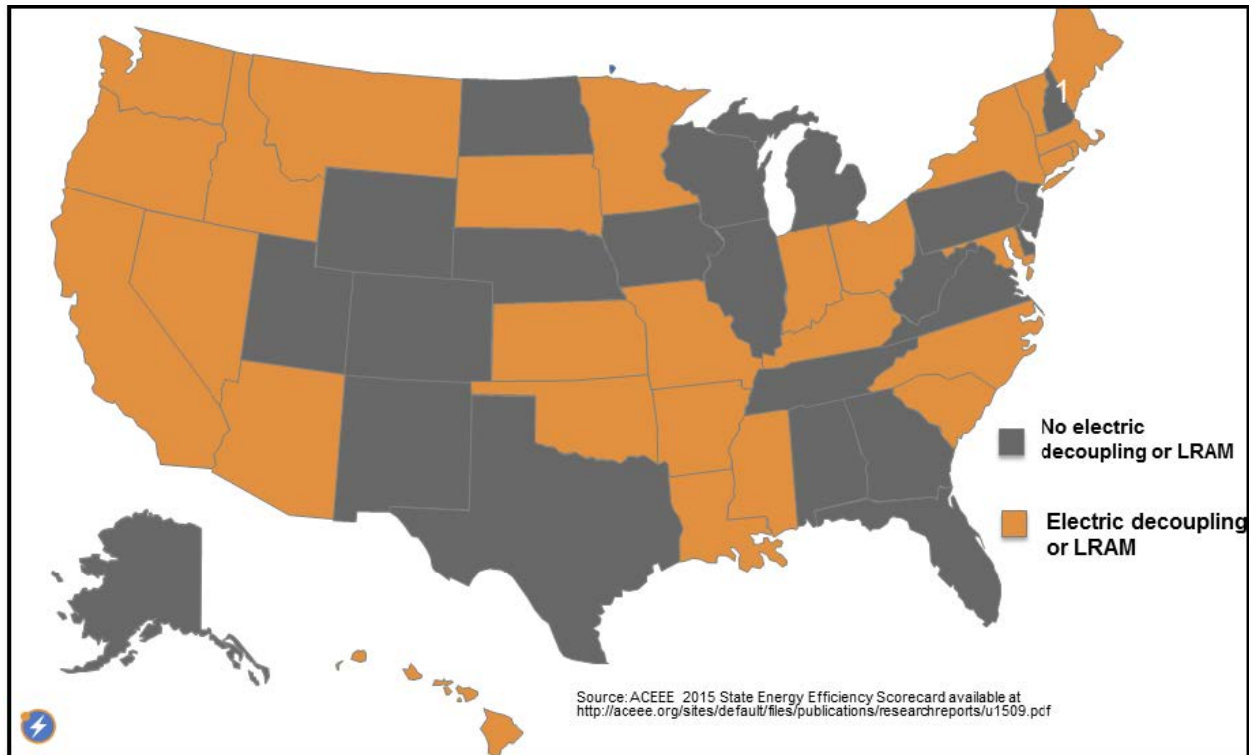 1
No electric
decoupling or LRAM
Electric decoupling
or LRAM
Source: ACEEE 2015 State Energy Efficiency Scorecard available at
http://aceee.org/sites/default/files/publications/researchreports/u1509.pdf